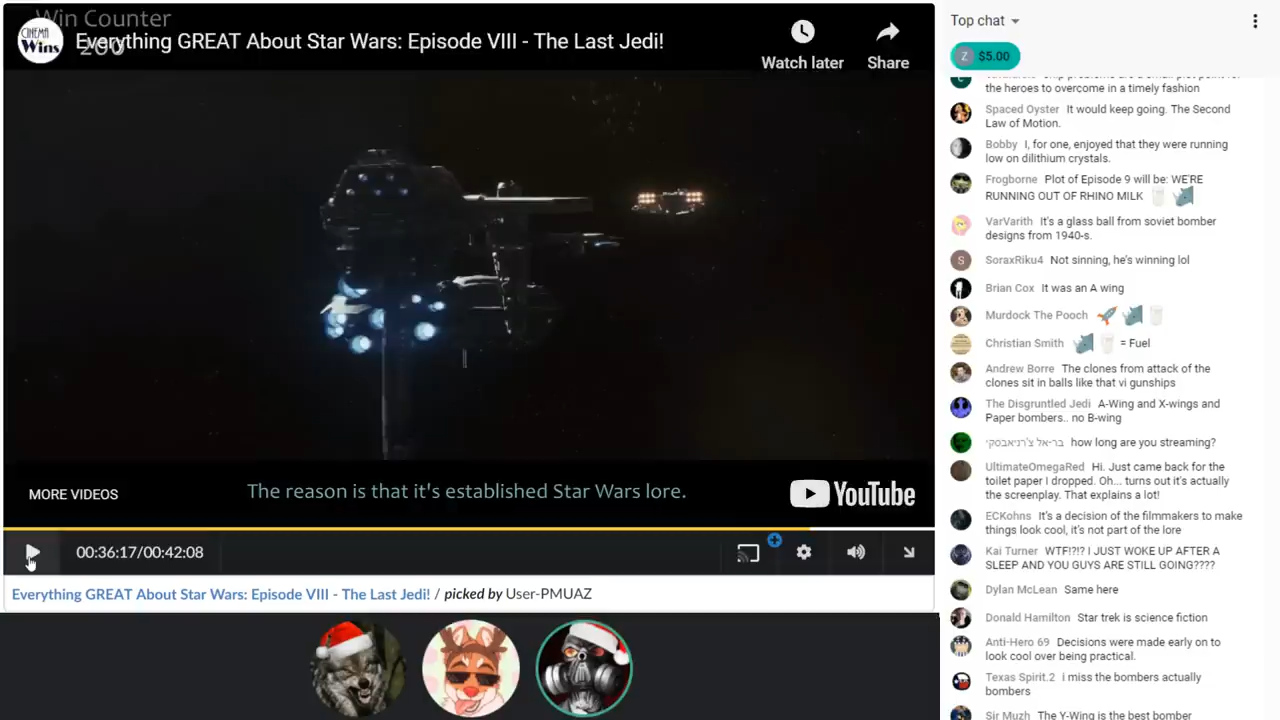 Win Counter
200
CINEMA
Wins
Everything GREAT About Star Wars: Episode VIII - The Last Jedi!
Watch later
Share
MORE VIDEOS
The reason is that it's established Star Wars lore.
YouTube
00:36:17/00:42:08
Everything GREAT About Star Wars: Episode VIII - The Last Jedi! / picked by User-PMUAZ
Top chat
Z $5.00
the heroes to overcome in a timely fashion
Spaced Oyster It would keep going. The Second
Law of Motion.
Bobby I, for one, enjoyed that they were running
low on dilithium crystals.
Frogborne Plot of Episode 9 will be: WE'RE
RUNNING OUT OF RHINO MILK 🥛 🦏
VarVarith It's a glass ball from soviet bomber
designs from 1940-s.
S SoraxRiku4 Not sinning, he's winning lol
Brian Cox It was an A wing
Murdock The Pooch 🚀 🦏 🥛
Christian Smith 🦏 🥛 = Fuel
Andrew Borre The clones from attack of the
clones sit in balls like that vi gunships
The Disgruntled Jedi A-Wing and X-wings and
Paper bombers.. no B-wing
בר-אל צ'רניאבסקי how long are you streaming?
UltimateOmegaRed Hi. Just came back for the
toilet paper I dropped. Oh... turns out it's actually
the screenplay. That explains a lot!
ECKohns It's a decision of the filmmakers to make
things look cool, it's not part of the lore
Kai Turner WTF!?!? I JUST WOKE UP AFTER A
SLEEP AND YOU GUYS ARE STILL GOING????
Dylan McLean Same here
Donald Hamilton Star trek is science fiction
Anti-Hero 69 Decisions were made early on to
look cool over being practical.
Texas Spirit.2 i miss the bombers actually
bombers
Sir Muzh The Y-Wing is the best bomber